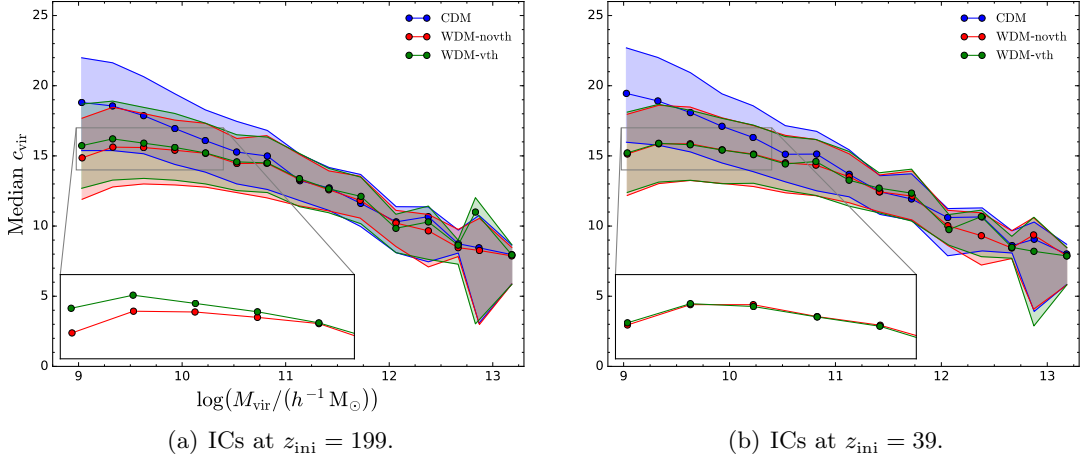 25
20
15
10
5
0
Median c_vir
CDM
WDM-novth
WDM-vth
9 10 11 12 13
log(M_vir/(h⁻¹ M_⊙))
(a) ICs at z_ini = 199.
25
20
15
10
5
0
CDM
WDM-novth
WDM-vth
9 10 11 12 13
(b) ICs at z_ini = 39.